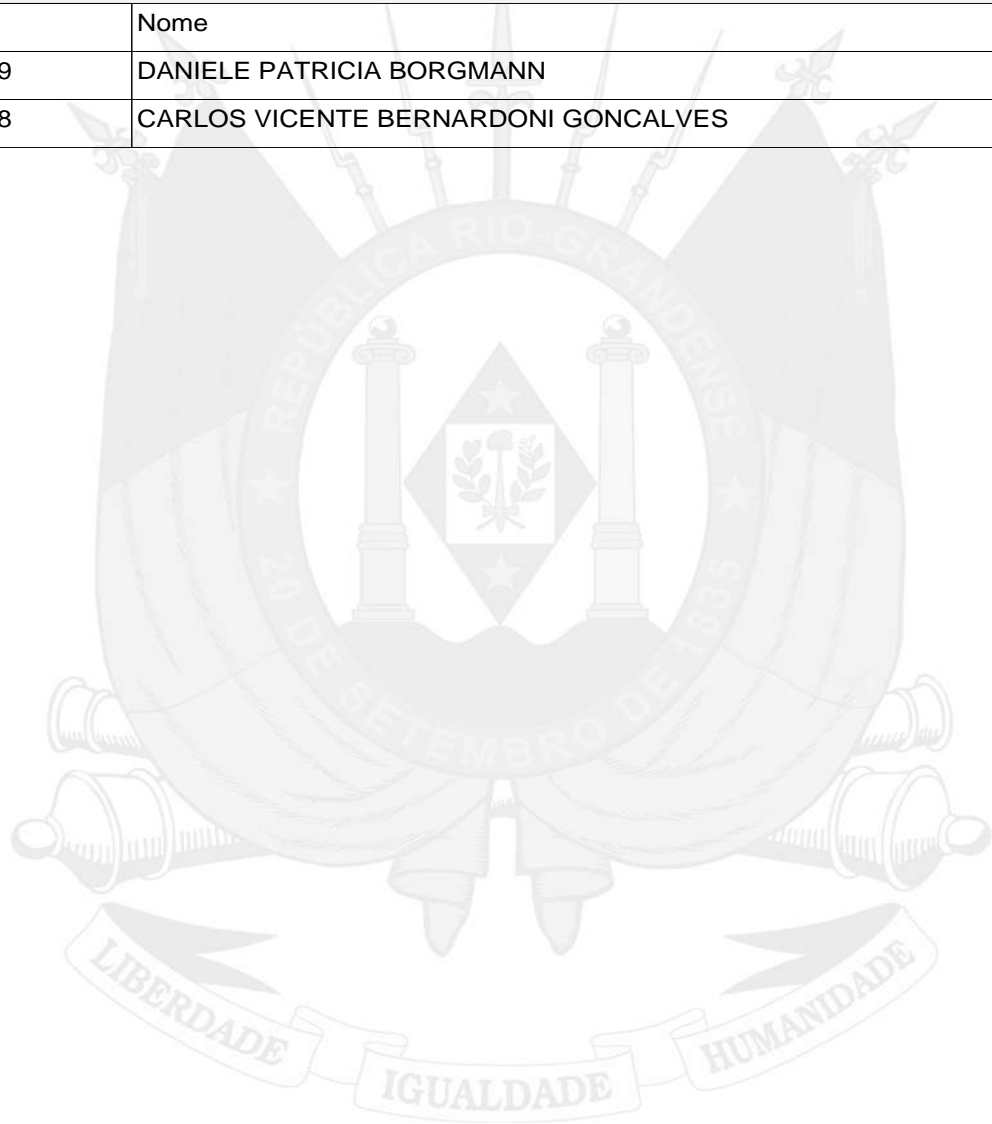 Nome
9 DANIELE PATRICIA BORGMANN
8 CARLOS VICENTE BERNARDONI GONCALVES
REPÚBLICA RIO-GRANDENSE
20 DE SETEMBRO DE 1835
LIBERDADE
IGUALDADE
HUMANIDADE